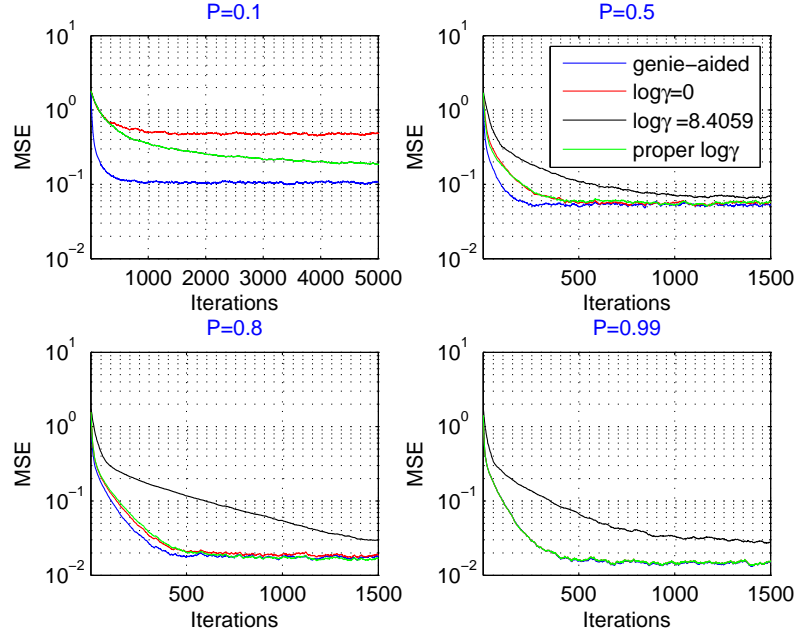 P=0.1
10^1
10^0
10^-1
10^-2
MSE
1000 2000 3000 4000 5000
Iterations
P=0.5
10^1
10^0
10^-1
10^-2
MSE
genie-aided
logγ=0
logγ =8.4059
proper logγ
500 1000 1500
Iterations
P=0.8
10^1
10^0
10^-1
10^-2
MSE
500 1000 1500
Iterations
P=0.99
10^1
10^0
10^-1
10^-2
MSE
500 1000 1500
Iterations